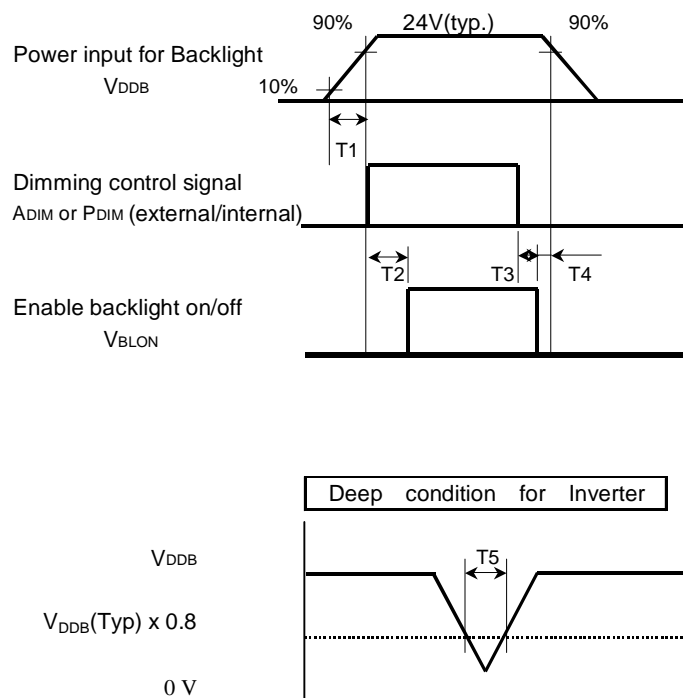 90%
24V(typ.)
90%
Power input for Backlight
VDDB
10%
T1
Dimming control signal
ADIM or PDIM (external/internal)
T2
T3
T4
Enable backlight on/off
VBLON
Deep condition for Inverter
VDDB
T5
VDDB(Typ) x 0.8
0 V